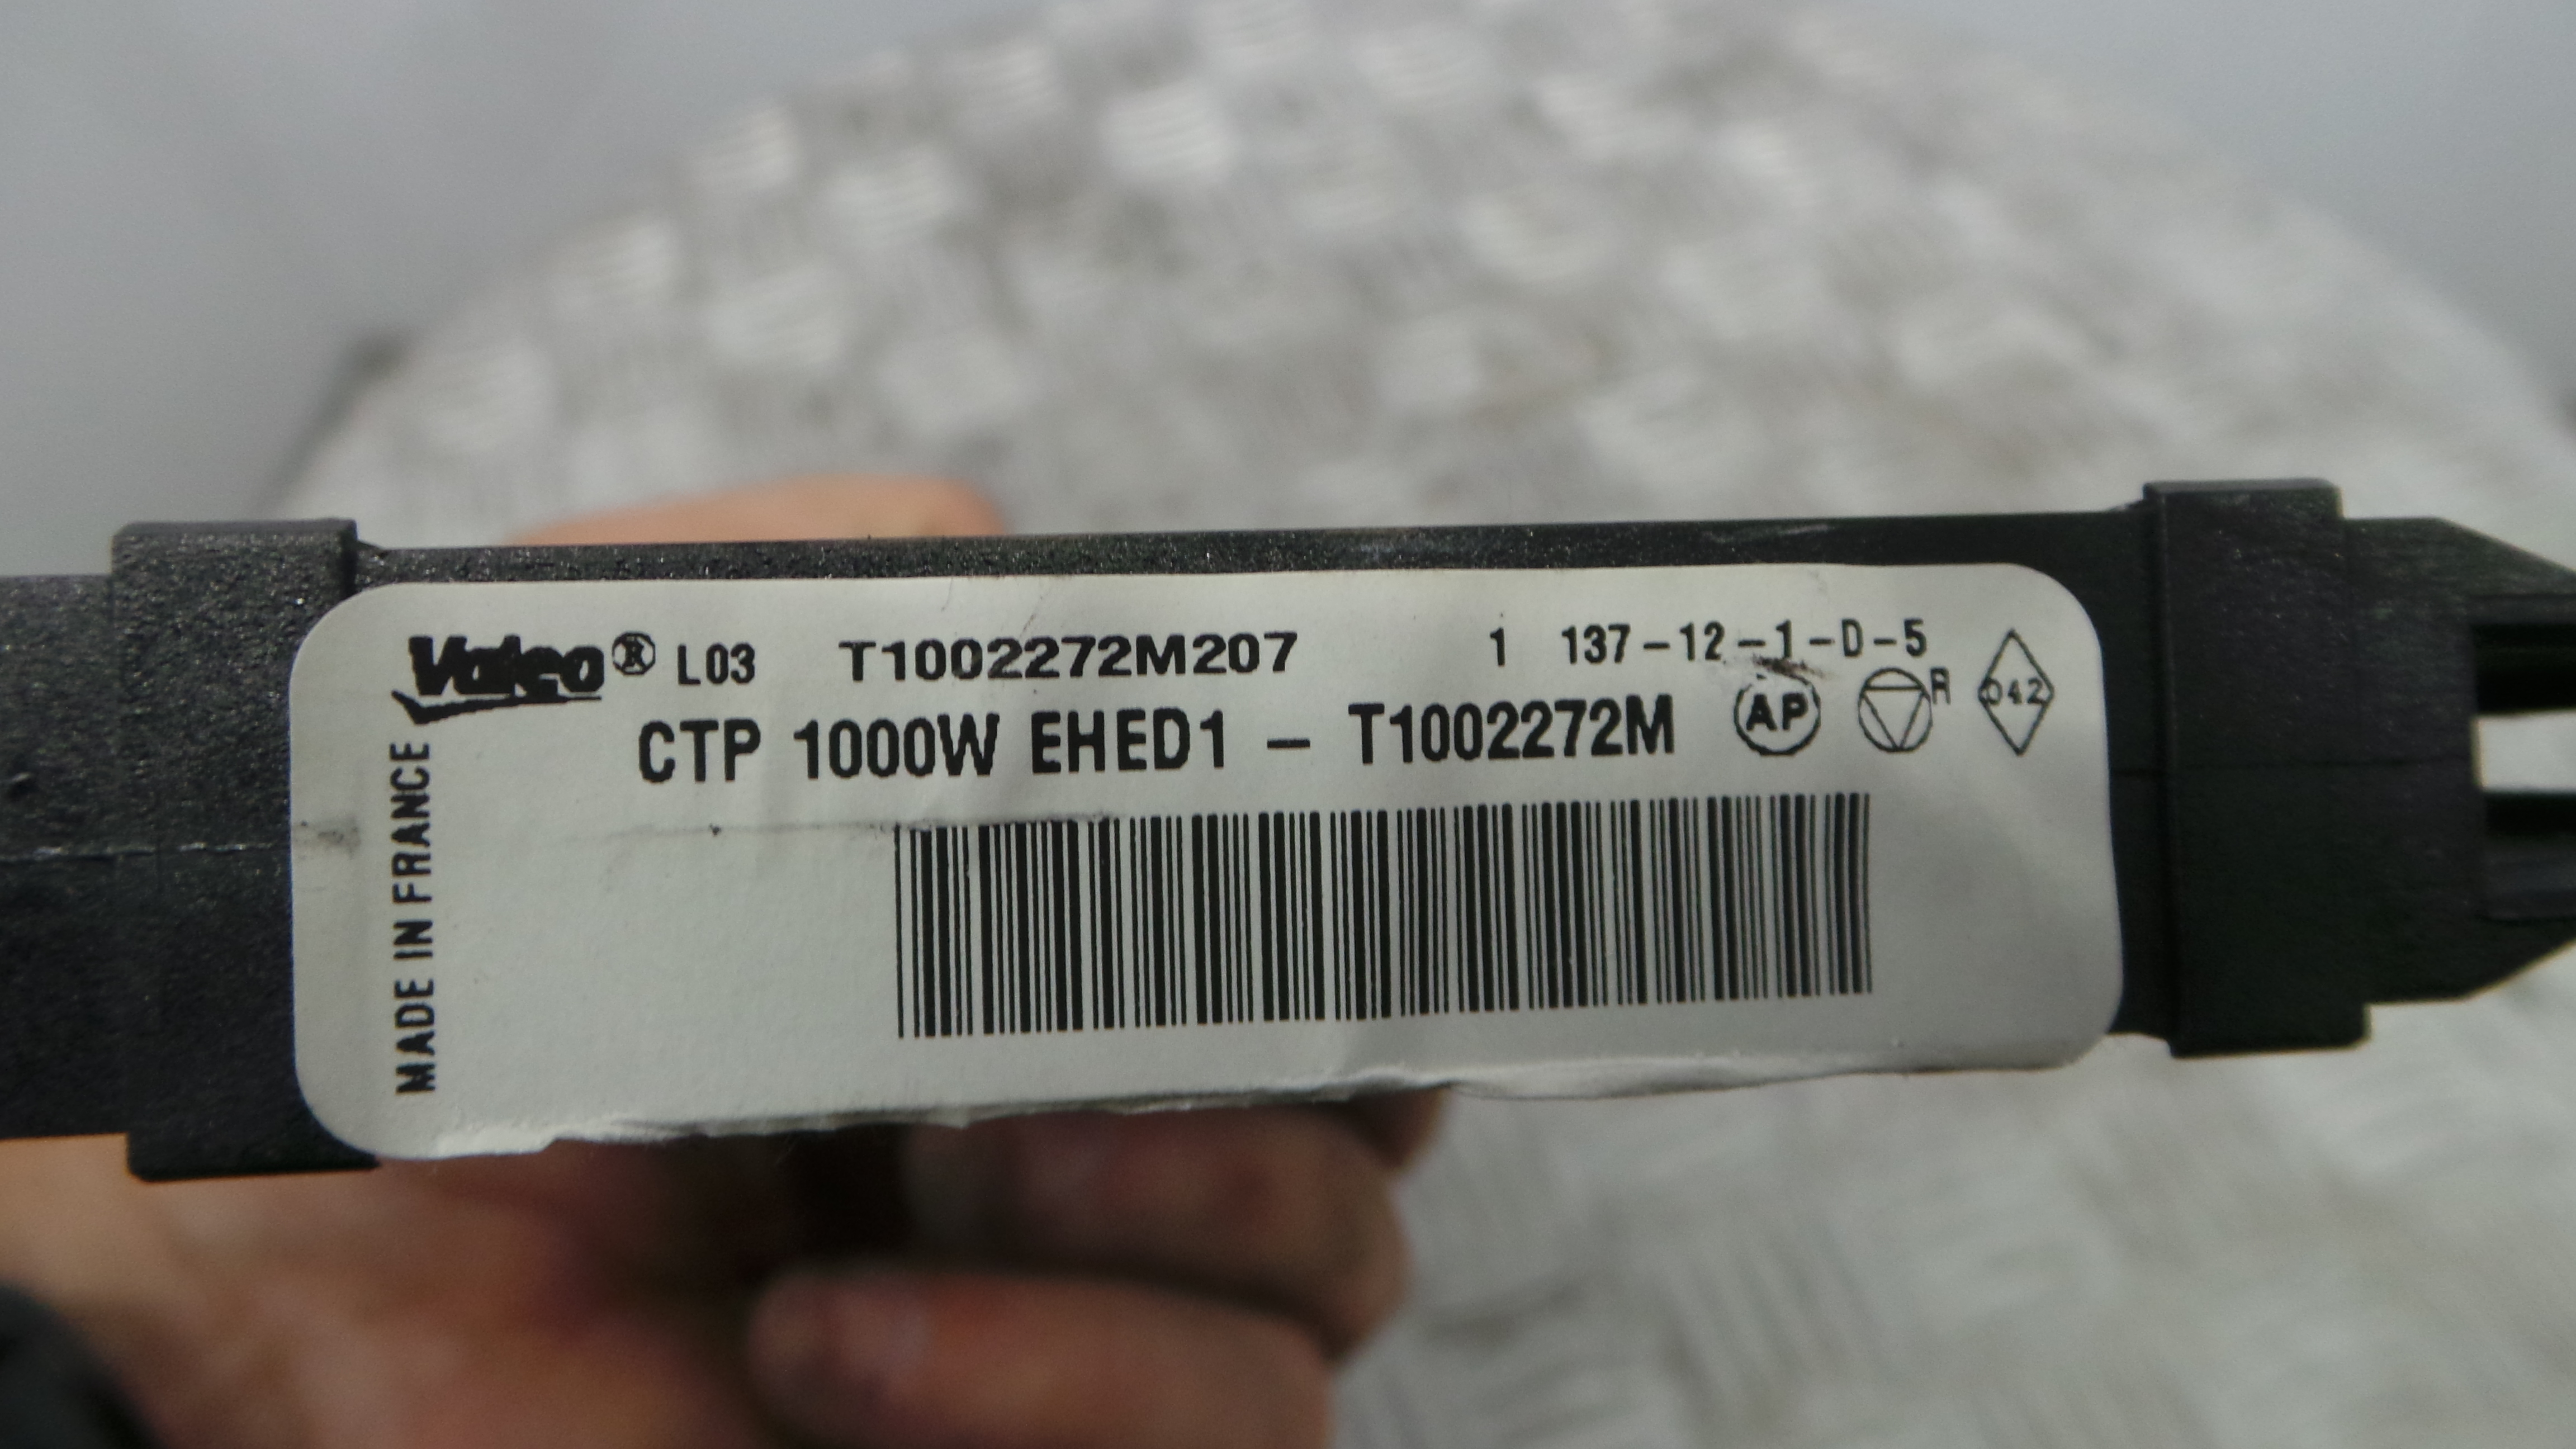 Valeo® L03 T1002272M207 1 137-12-1-D-5
CTP 1000W EHED1 - T1002272M AP R 042
MADE IN FRANCE